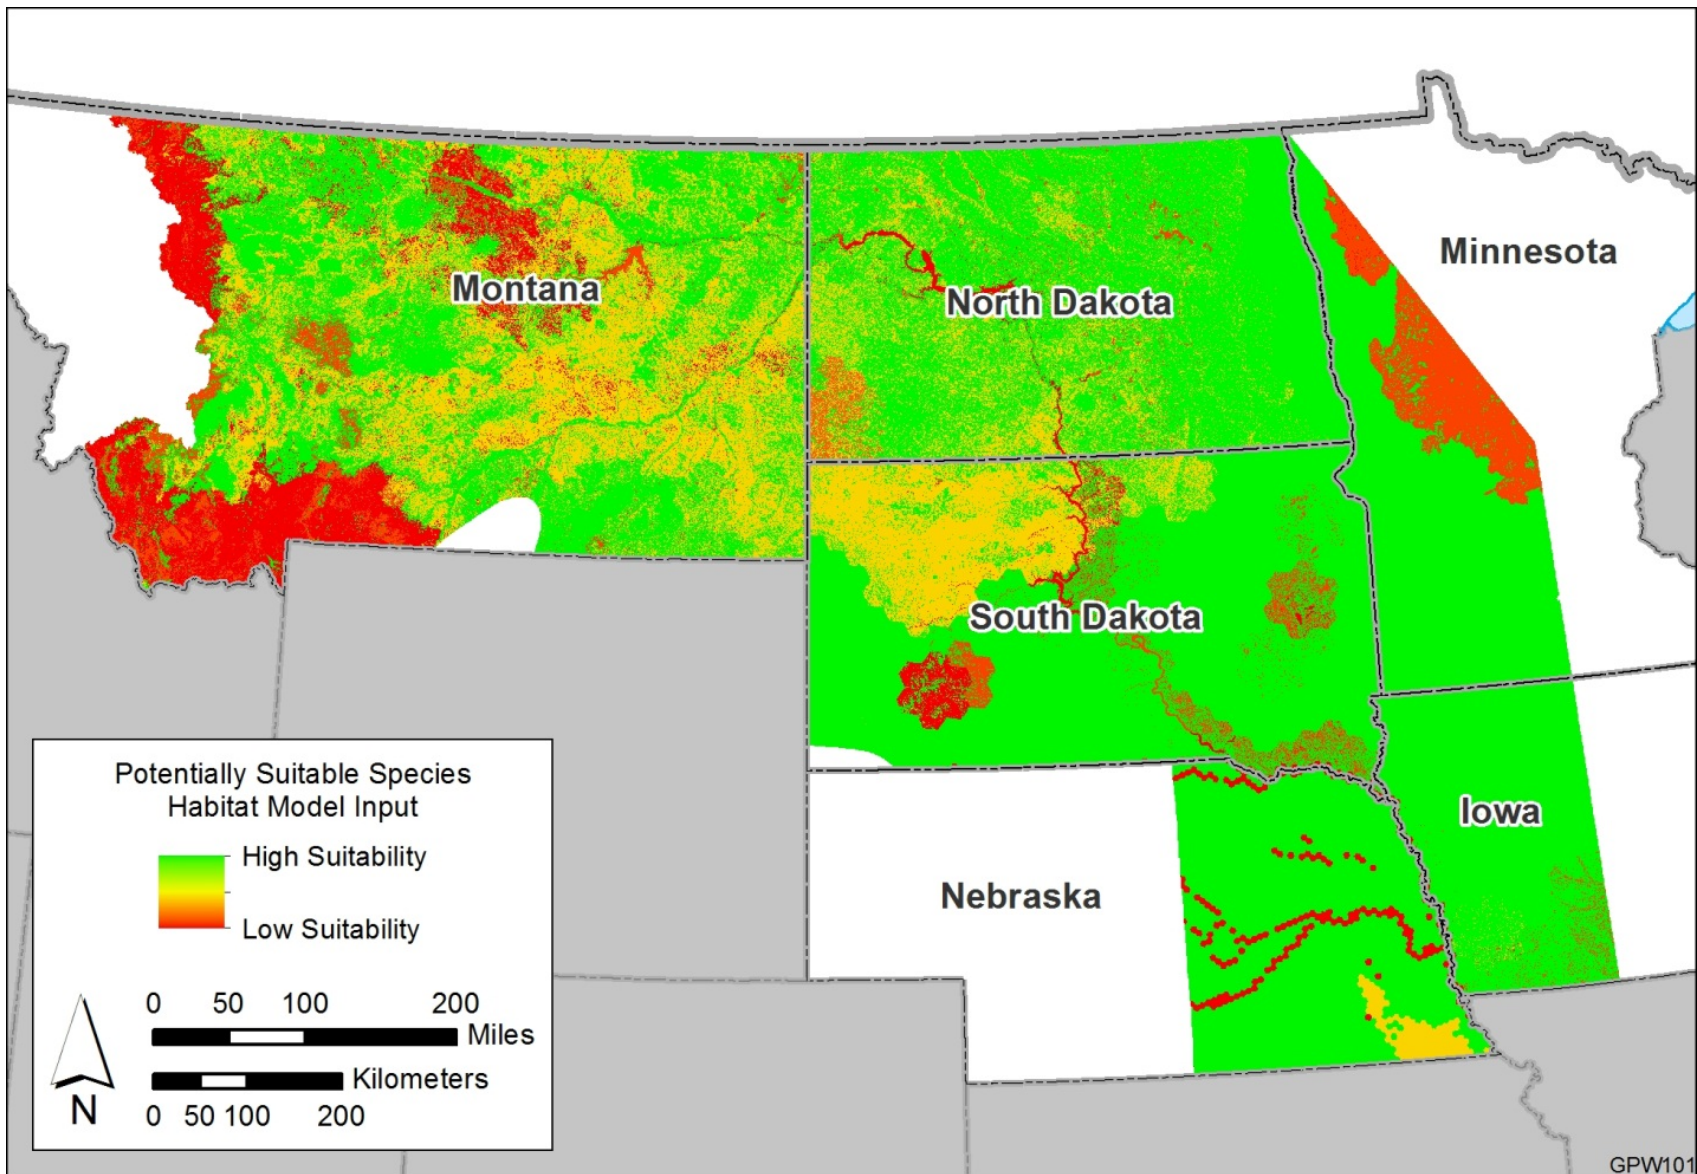 Minnesota
Montana
North Dakota
South Dakota
Iowa
Nebraska
Potentially Suitable Species
Habitat Model Input
High Suitability
Low Suitability
0 50 100 200
Miles
Kilometers
0 50 100 200
N
GPW101